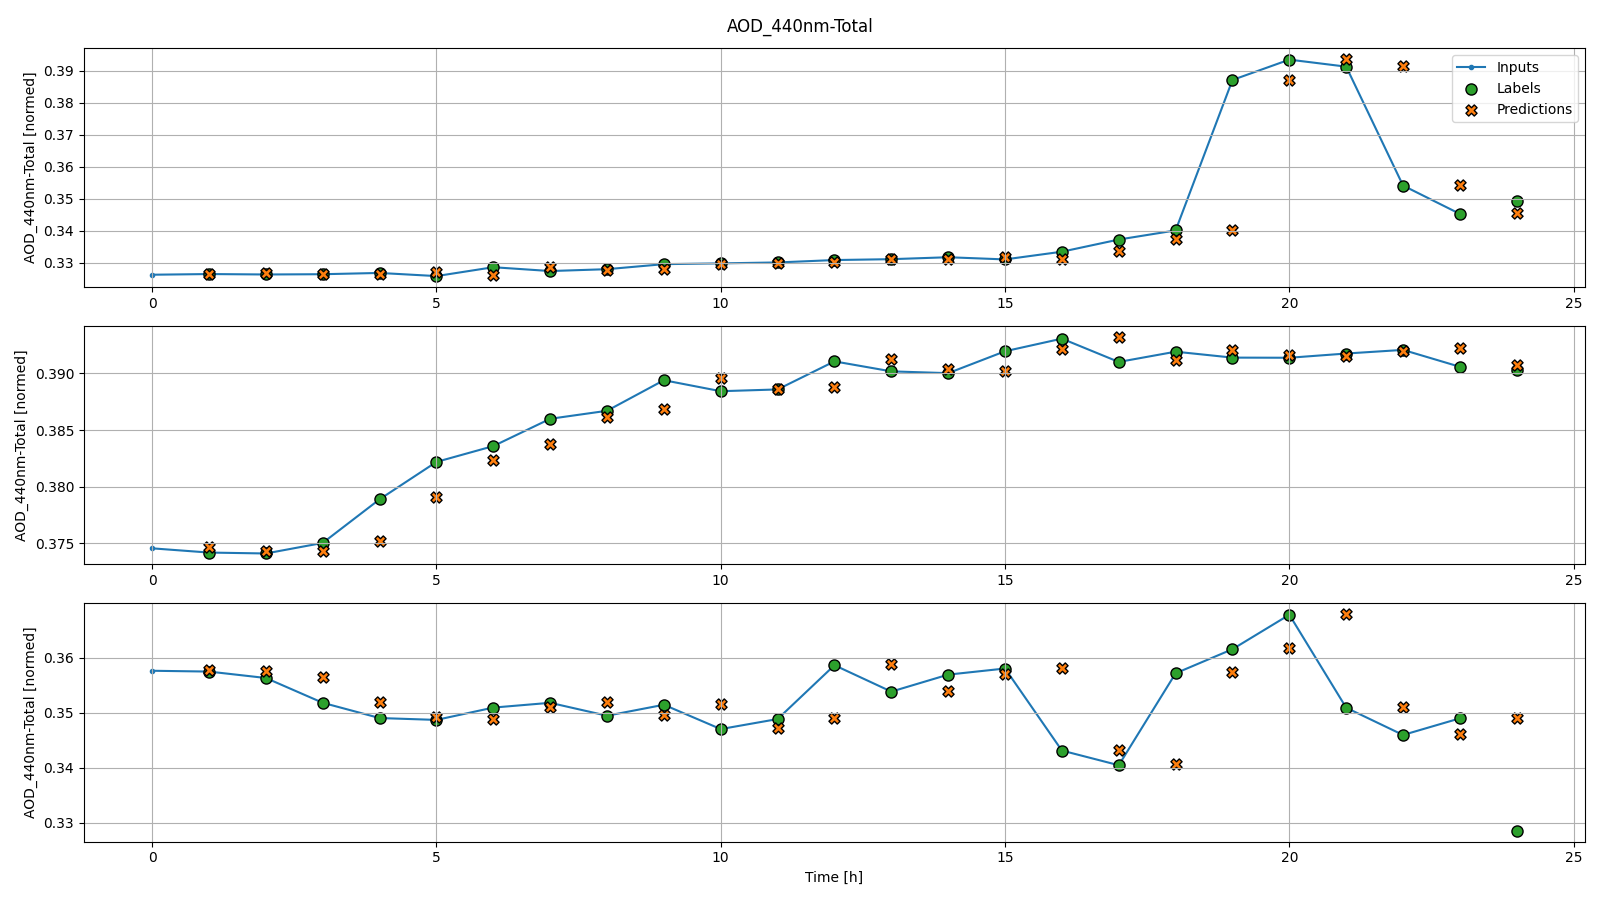 AOD_440nm-Total
Inputs
Labels
Predictions
AOD_440nm-Total [normed]
0.39
0.38
0.37
0.36
0.35
0.34
0.33
0 5 10 15 20 25
AOD_440nm-Total [normed]
0.390
0.385
0.380
0.375
0 5 10 15 20 25
AOD_440nm-Total [normed]
0.36
0.35
0.34
0.33
0 5 10 15 20 25
Time [h]